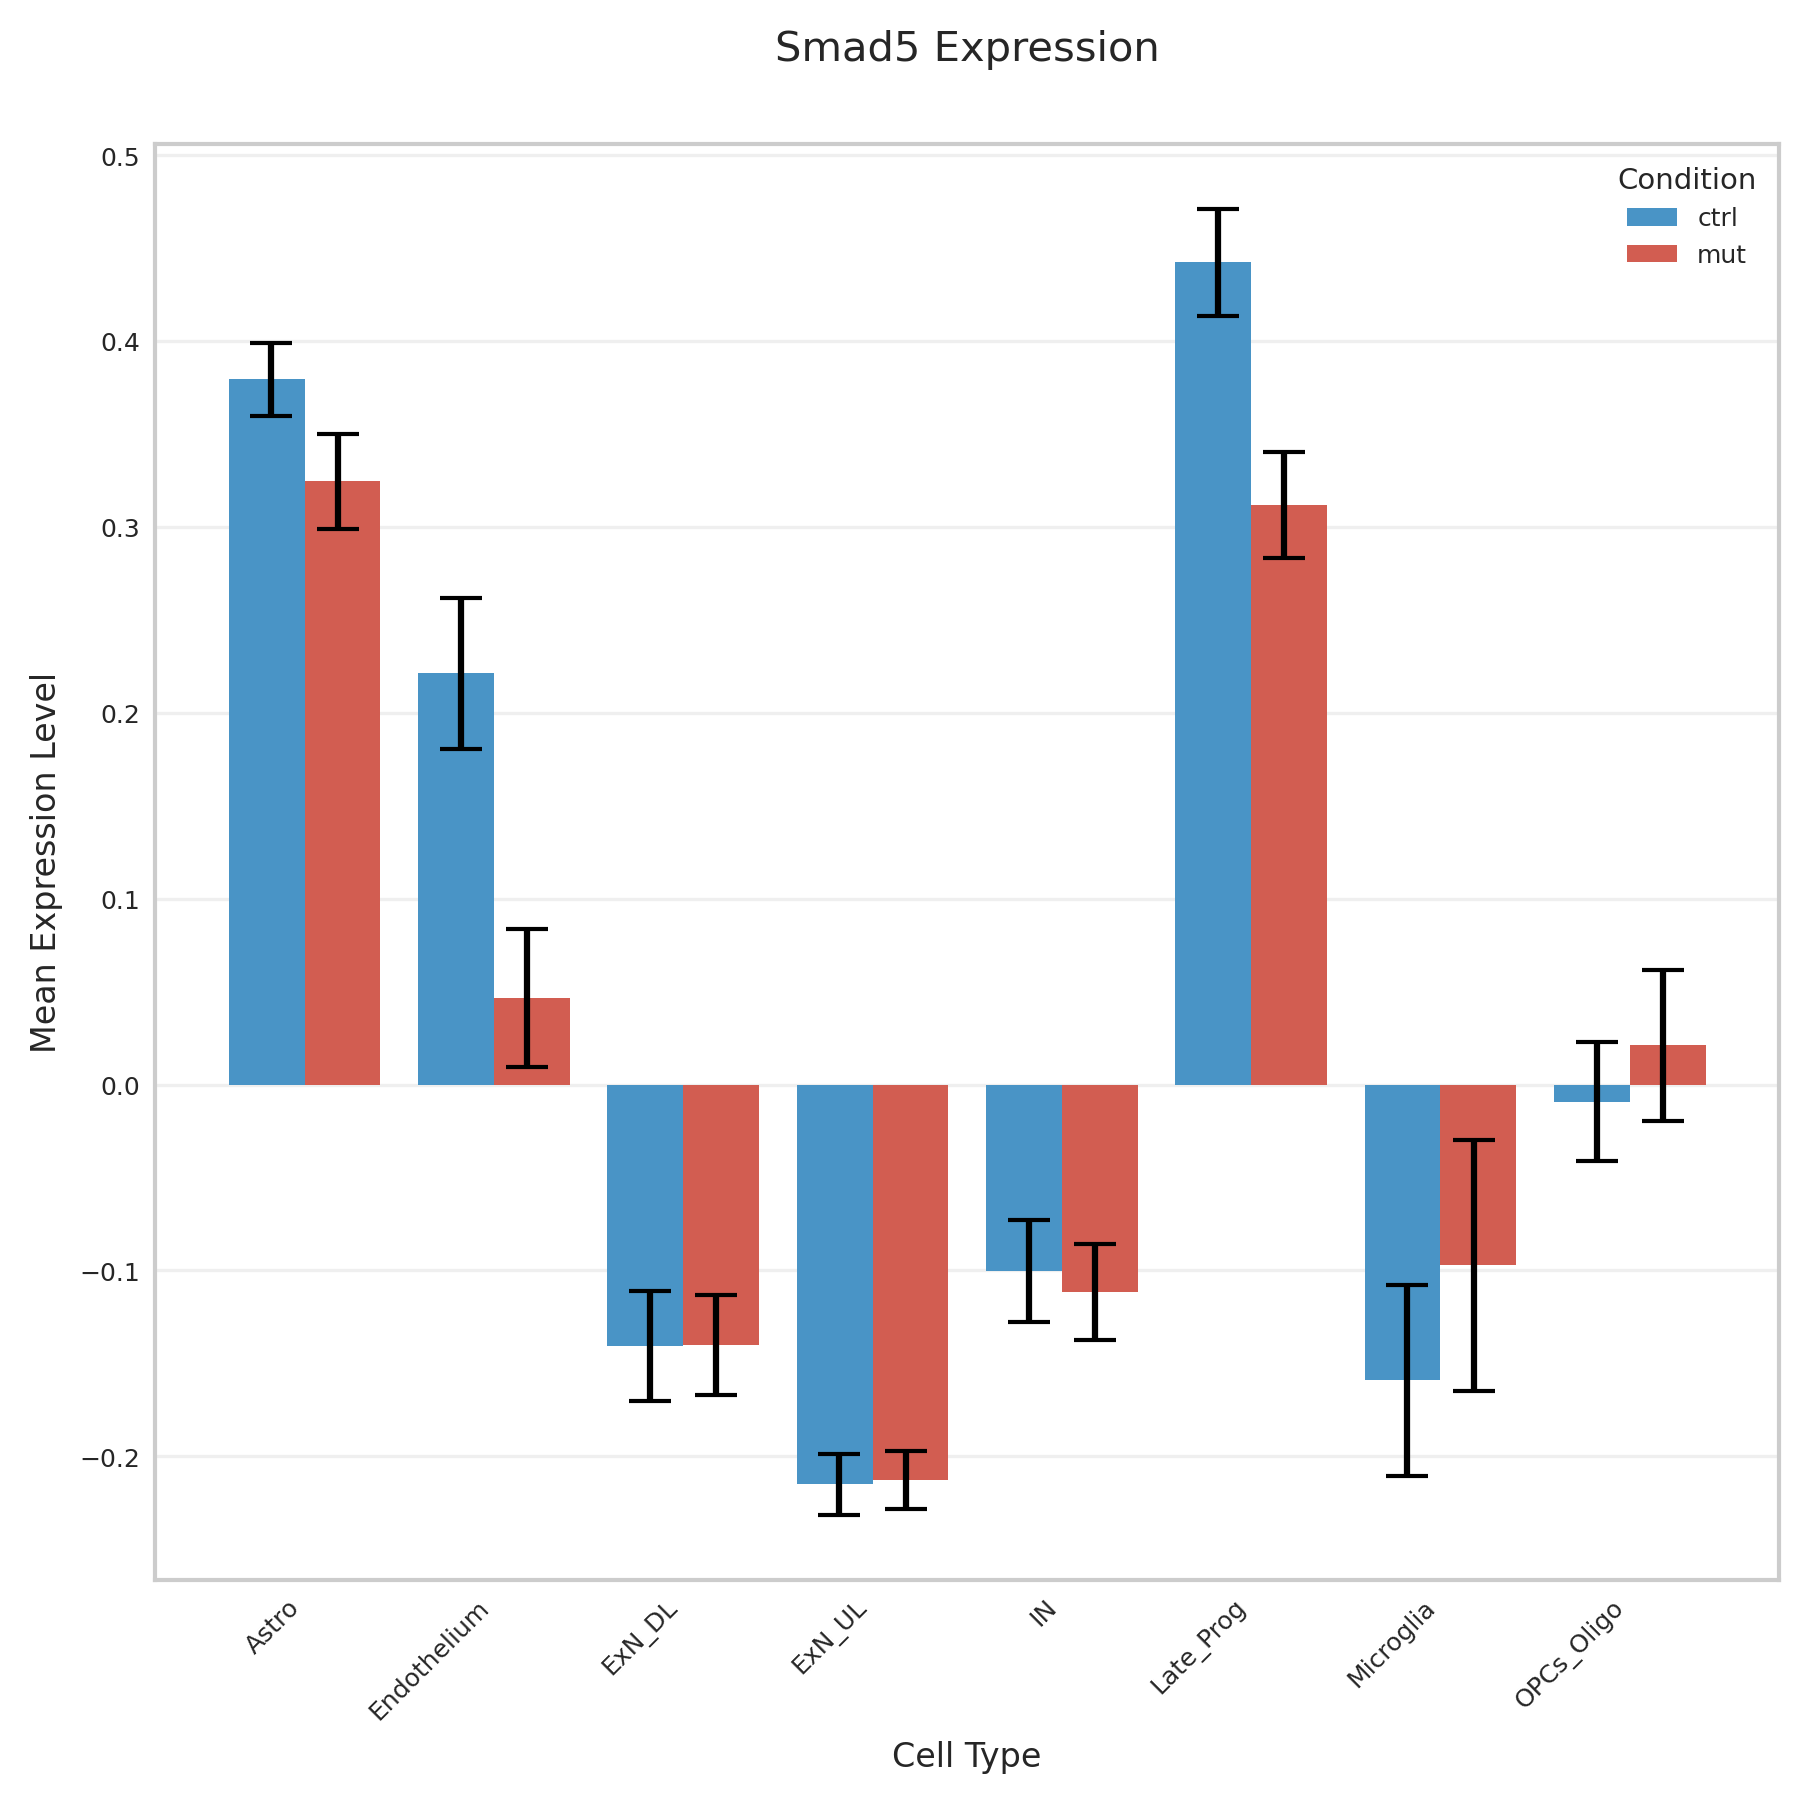 Smad5 Expression
Condition
ctrl
mut
Mean Expression Level
0.5
0.4
0.3
0.2
0.1
0.0
−0.1
−0.2
Astro
Endothelium
ExN_DL
ExN_UL
IN
Late_Prog
Microglia
OPCs_Oligo
Cell Type